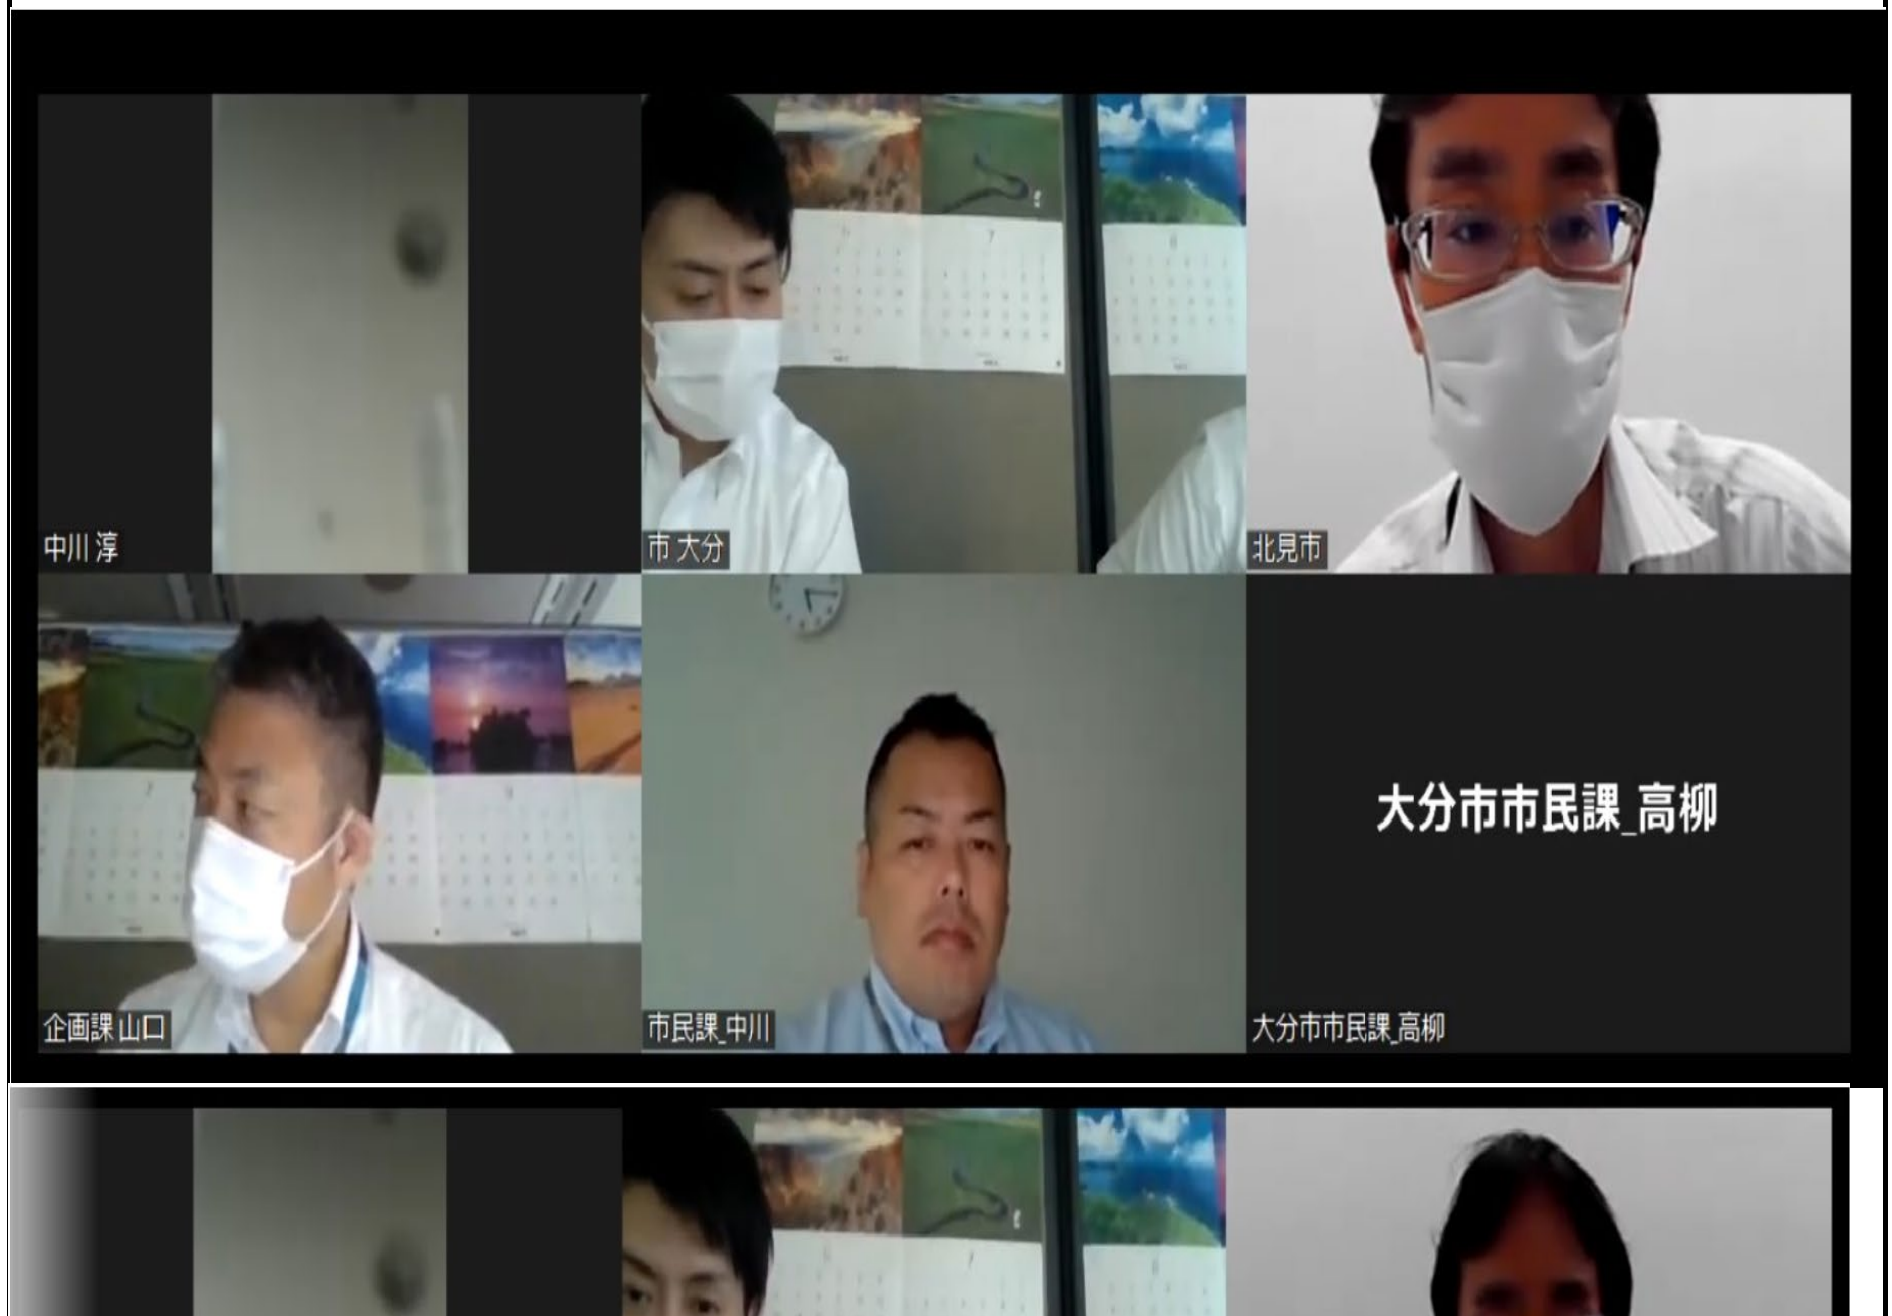 中川 淳
市 大分
北見市
企画課 山口
市民課_中川
大分市市民課_高柳
大分市市民課_高柳